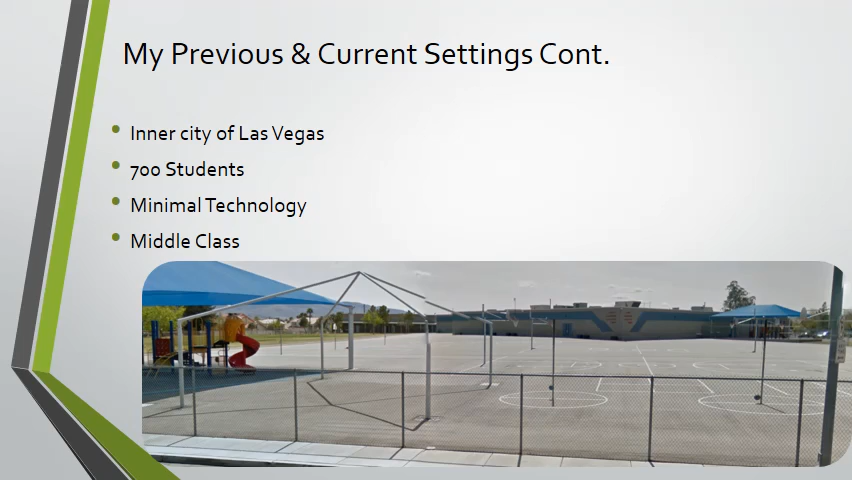 My Previous & Current Settings Cont.
Inner city of Las Vegas
700 Students
Minimal Technology
Middle Class